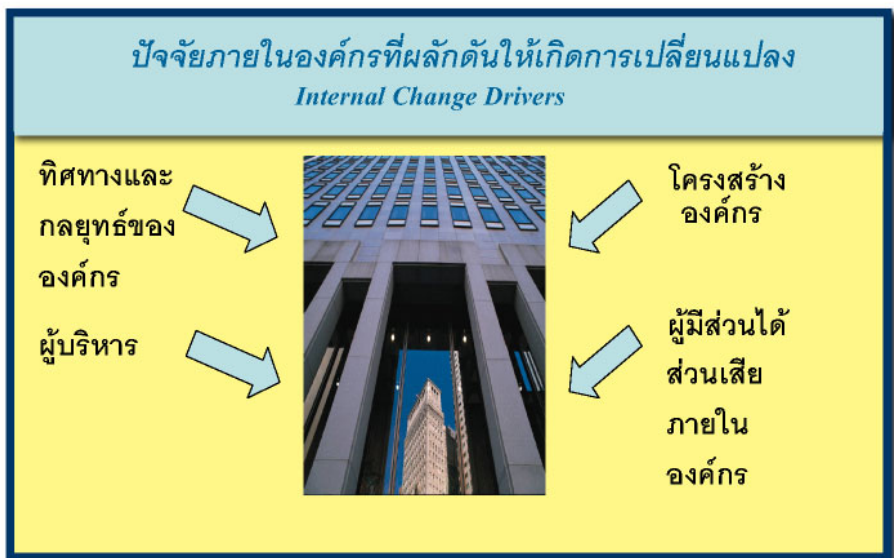 ปัจจัยภายในองค์กรที่ผลักดันให้เกิดการเปลี่ยนแปลง
Internal Change Drivers
ทิศทางและ
กลยุทธ์ของ
องค์กร
ผู้บริหาร
โครงสร้าง
องค์กร
ผู้มีส่วนได้
ส่วนเสีย
ภายใน
องค์กร